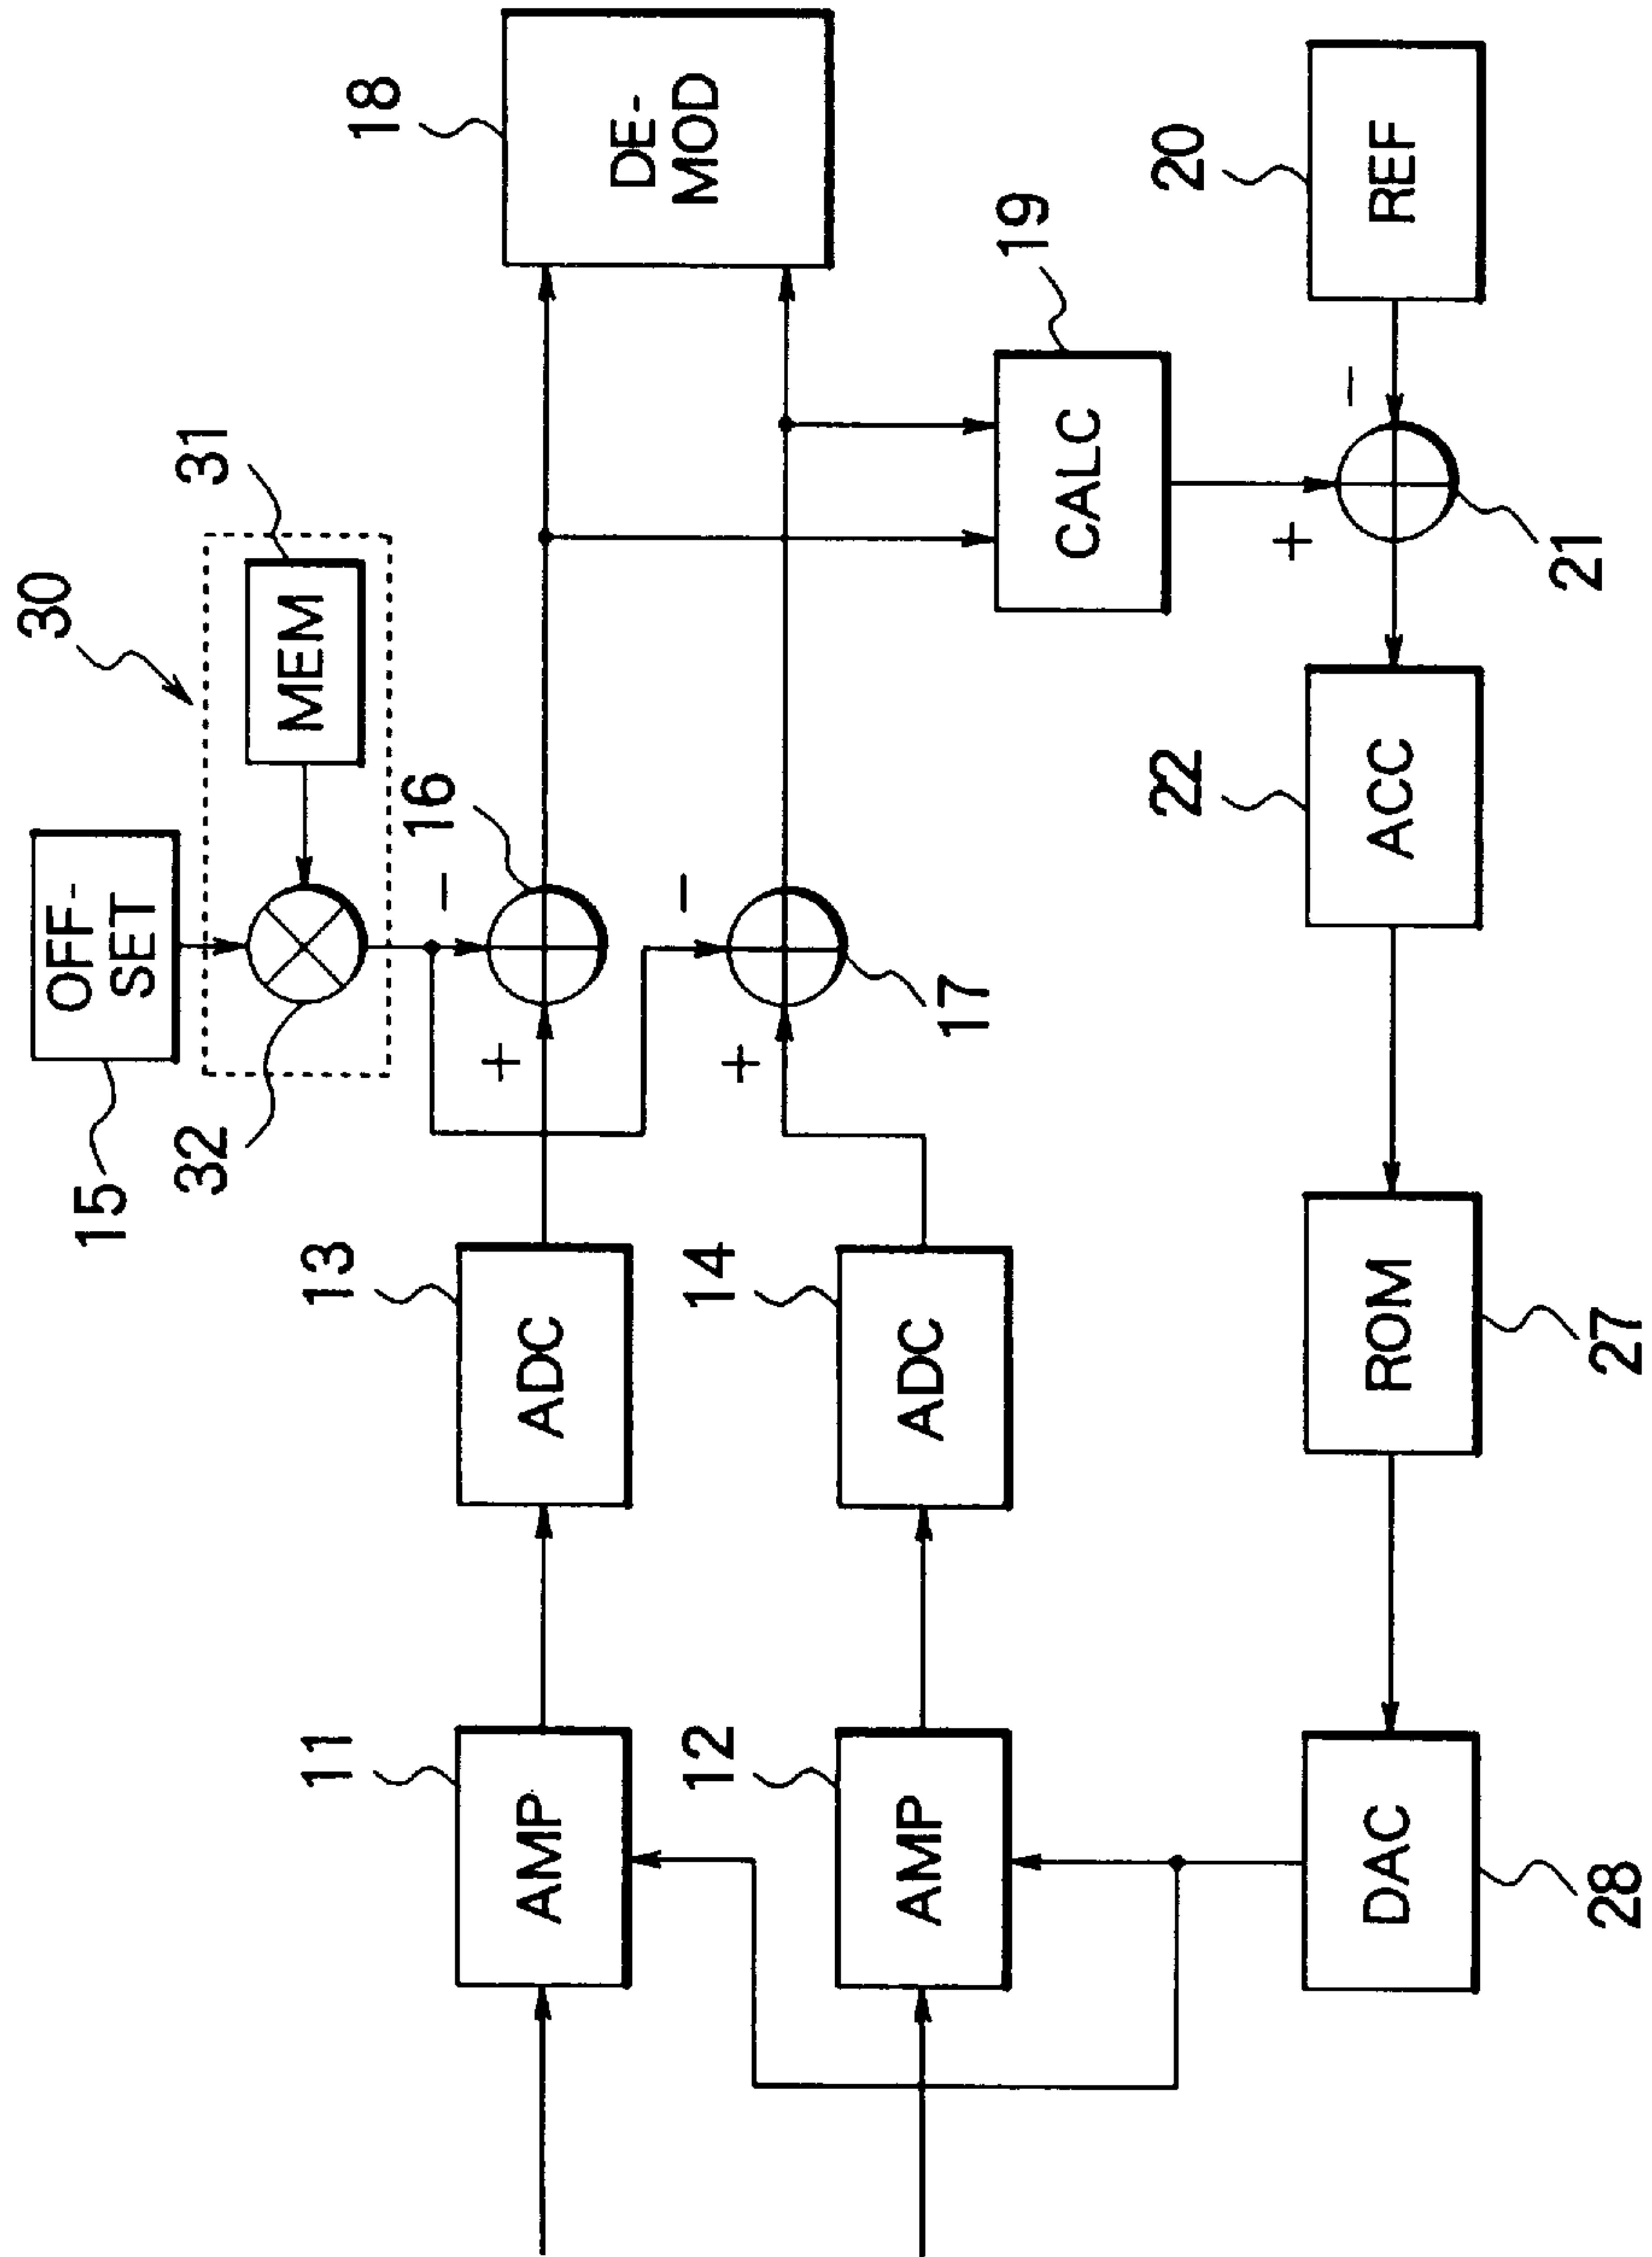 15
OFF-
SET
30
31
MEM
32
18
DE-
MOD
11
AMP
13
ADC
+
-
16
12
AMP
14
ADC
+
-
17
19
CALC
20
REF
-
+
21
28
DAC
27
ROM
22
ACC